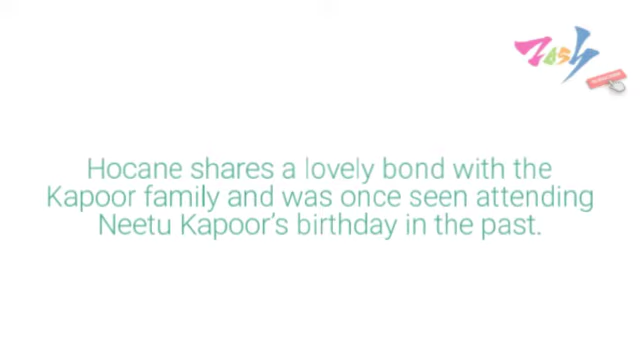 Tosh
Hocane shares a lovely bond with the
Kapoor family and was once seen attending
Neetu Kapoor's birthday in the past.